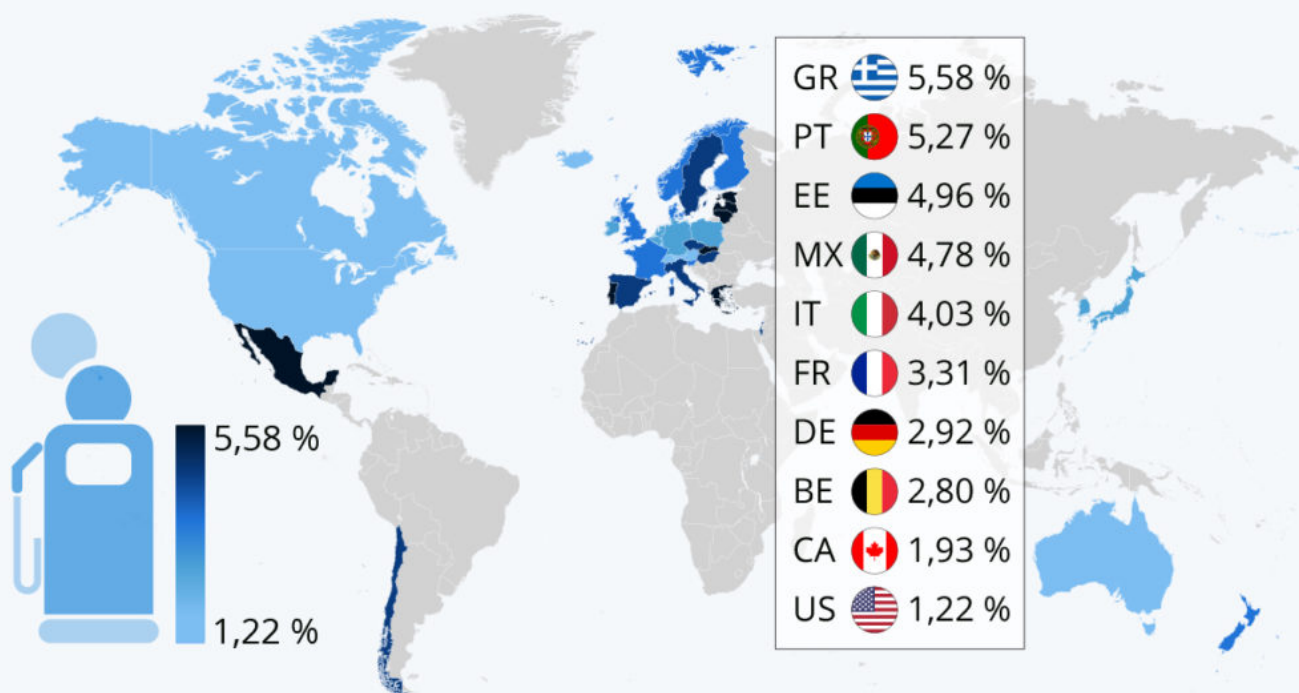 GR 5,58 %
PT 5,27 %
EE 4,96 %
MX 4,78 %
IT 4,03 %
FR 3,31 %
DE 2,92 %
BE 2,80 %
CA 1,93 %
US 1,22 %
5,58 %
1,22 %